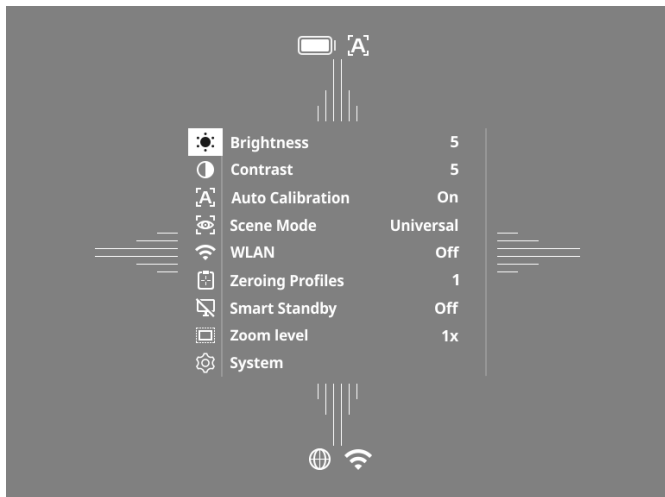 [A]
Brightness 5
Contrast 5
[A] Auto Calibration On
Scene Mode Universal
WLAN Off
Zeroing Profiles 1
Smart Standby Off
Zoom level 1x
System